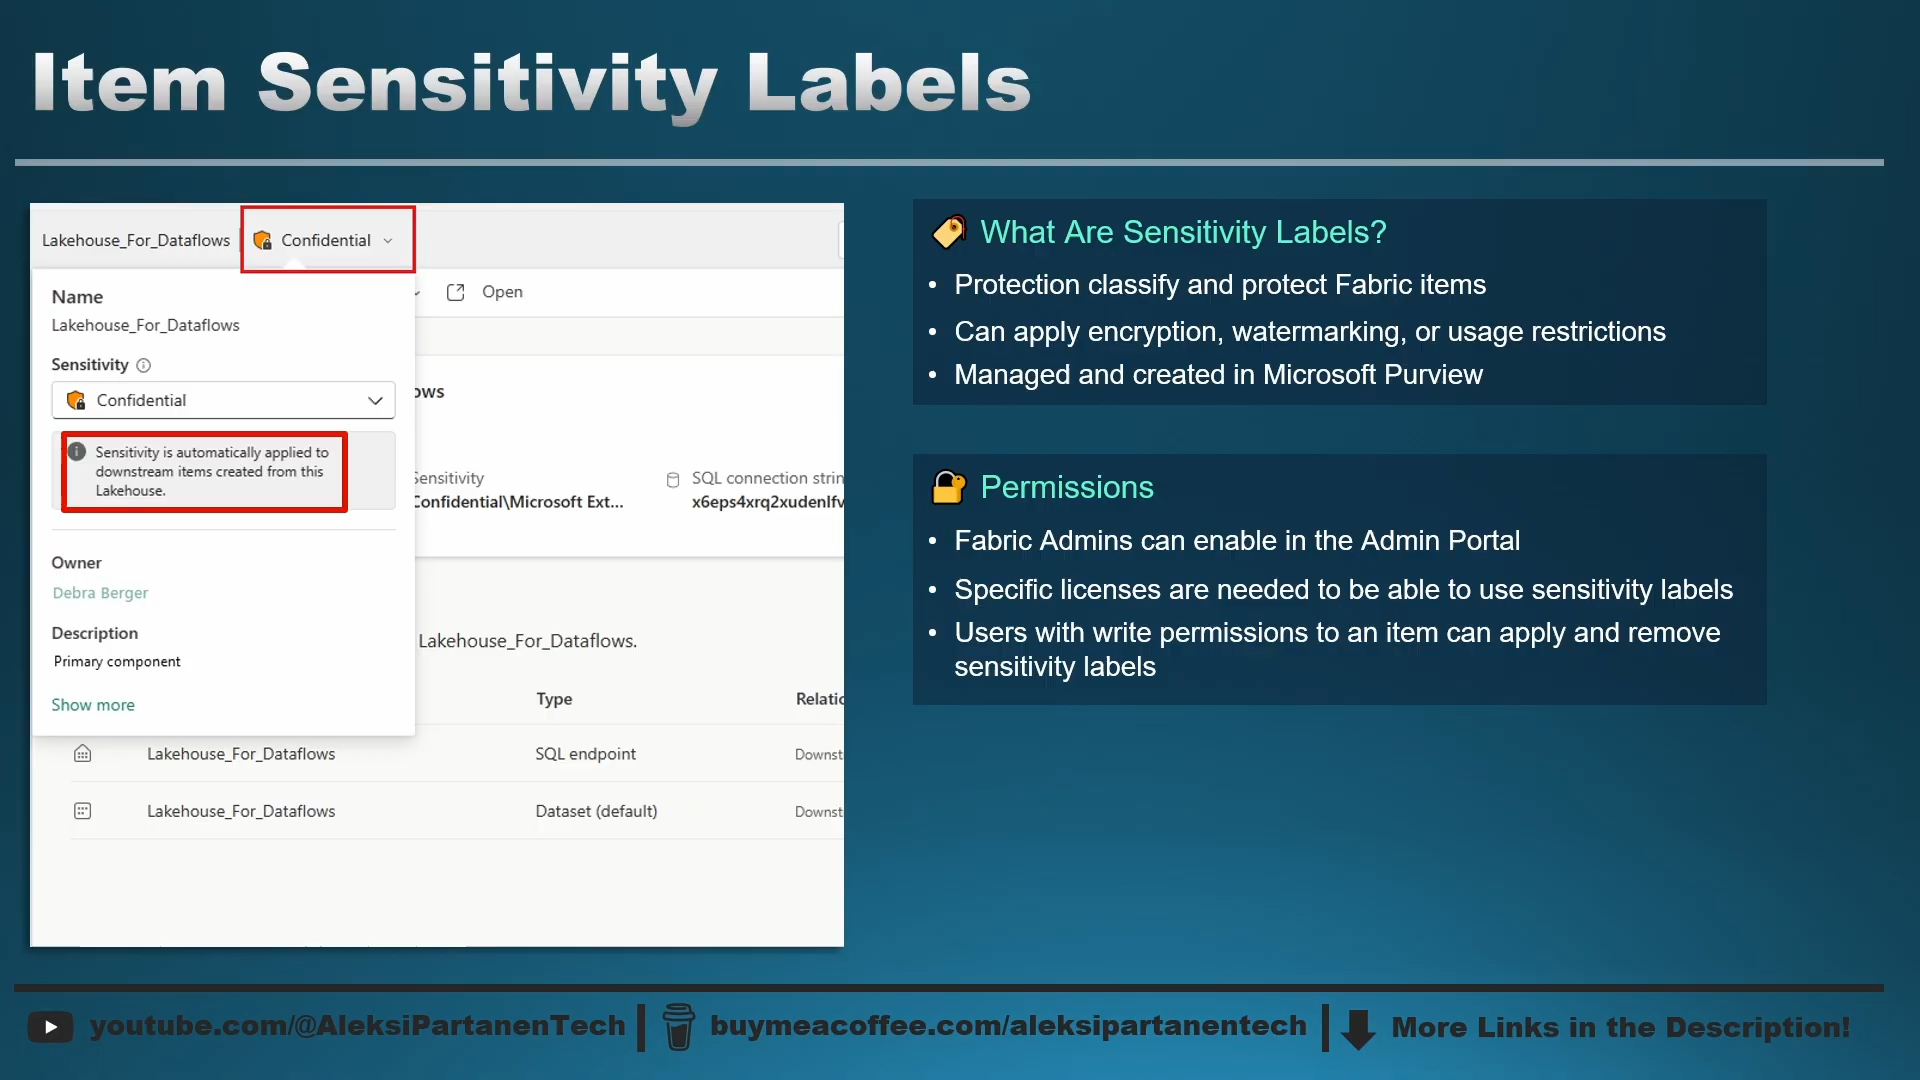 Item Sensitivity Labels
Lakehouse_For_Dataflows
Confidential
Open
Name
Lakehouse_For_Dataflows
Sensitivity
Confidential
Sensitivity is automatically applied to
downstream items created from this
Lakehouse.
Owner
Debra Berger
Description
Primary component
Show more
Confidential\Microsoft Ext...
SQL connection
Lakehouse_For_Dataflows.
Type
Lakehouse_For_Dataflows
SQL endpoint
Lakehouse_For_Dataflows
Dataset (default)
What Are Sensitivity Labels?
• Protection classify and protect Fabric items
• Can apply encryption, watermarking, or usage restrictions
• Managed and created in Microsoft Purview
Permissions
• Fabric Admins can enable in the Admin Portal
• Specific licenses are needed to be able to use sensitivity labels
• Users with write permissions to an item can apply and remove
sensitivity labels
youtube.com/@AleksiPartanenTech
buymeacoffee.com/aleksipartanentech
More Links in the Description!